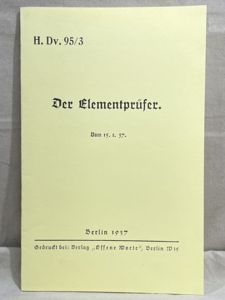 H. Dv. 95/3
Der Elementprüfer.
Vom 15. 1. 37.
Berlin 1937
Gedruckt bei: Verlag „Offene Worte“, Berlin W 35